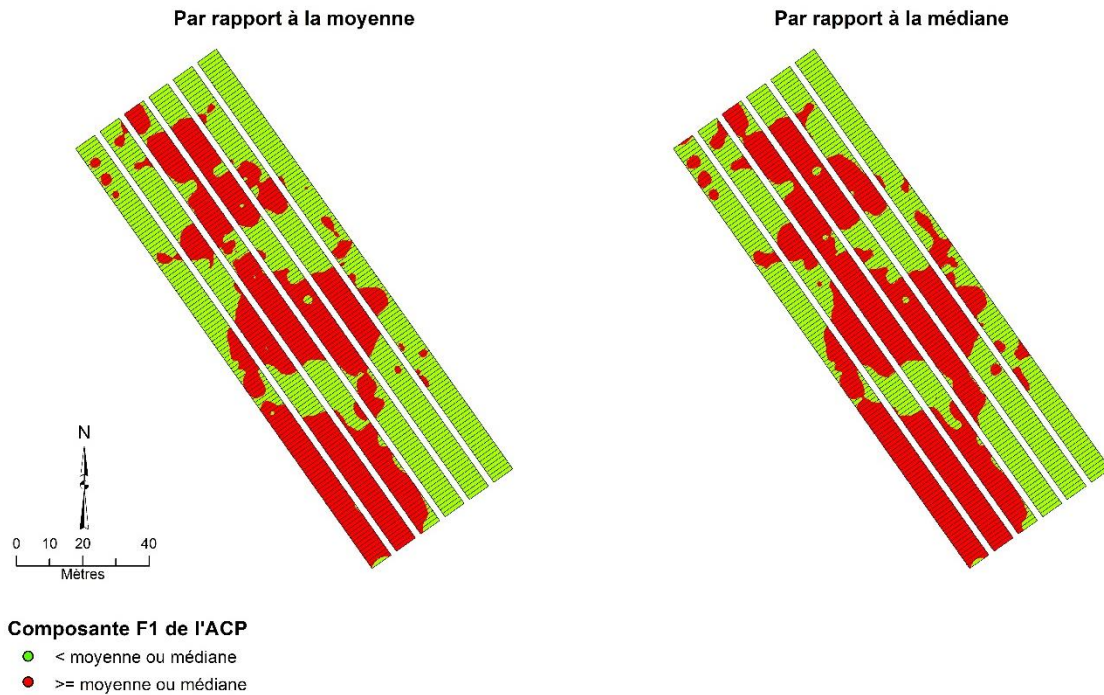 Par rapport à la moyenne
Par rapport à la médiane
N
0 10 20 40
Mètres
Composante F1 de l'ACP
< moyenne ou médiane
>= moyenne ou médiane